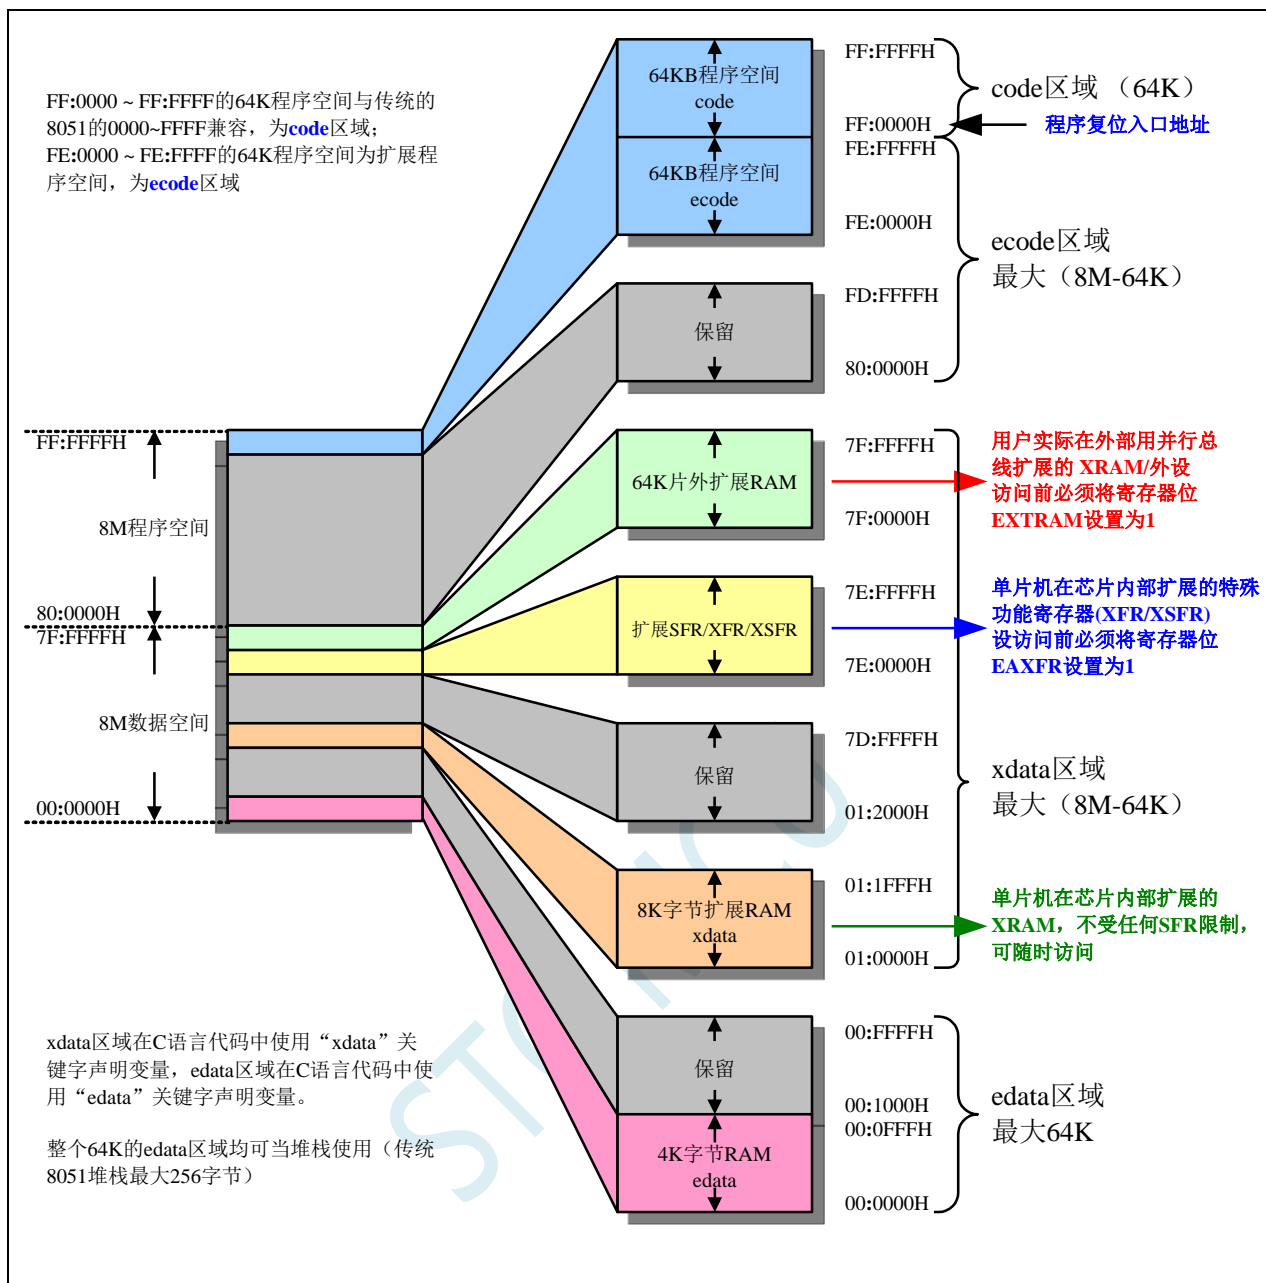 FF:0000 ~ FF:FFFF的64K程序空间与传统的
8051的0000~FFFF兼容，为code区域；
FE:0000 ~ FE:FFFF的64K程序空间为扩展程
序空间，为ecode区域
64KB程序空间
code
64KB程序空间
ecode
FF:FFFFH
FF:0000H
FE:FFFFH
FE:0000H
code区域 （64K）
程序复位入口地址
ecode区域
最大（8M-64K）
保留
FD:FFFFH
80:0000H
FF:FFFFH
8M程序空间
80:0000H
7F:FFFFH
8M数据空间
00:0000H
64K片外扩展RAM
7F:FFFFH
7F:0000H
用户实际在外部用并行总
线扩展的 XRAM/外设
访问前必须将寄存器位
EXTRAM设置为1
扩展SFR/XFR/XSFR
7E:FFFFH
7E:0000H
单片机在芯片内部扩展的特殊
功能寄存器(XFR/XSFR)
设访问前必须将寄存器位
EAXFR设置为1
保留
7D:FFFFH
01:2000H
xdata区域
最大（8M-64K）
8K字节扩展RAM
xdata
01:1FFFH
01:0000H
单片机在芯片内部扩展的
XRAM，不受任何SFR限制，
可随时访问
保留
00:FFFFH
00:1000H
4K字节RAM
edata
00:0FFFH
00:0000H
edata区域
最大64K
xdata区域在C语言代码中使用“xdata”关
键字声明变量，edata区域在C语言代码中使
用“edata”关键字声明变量。
整个64K的edata区域均可当堆栈使用（传统
8051堆栈最大256字节）
STC MCU